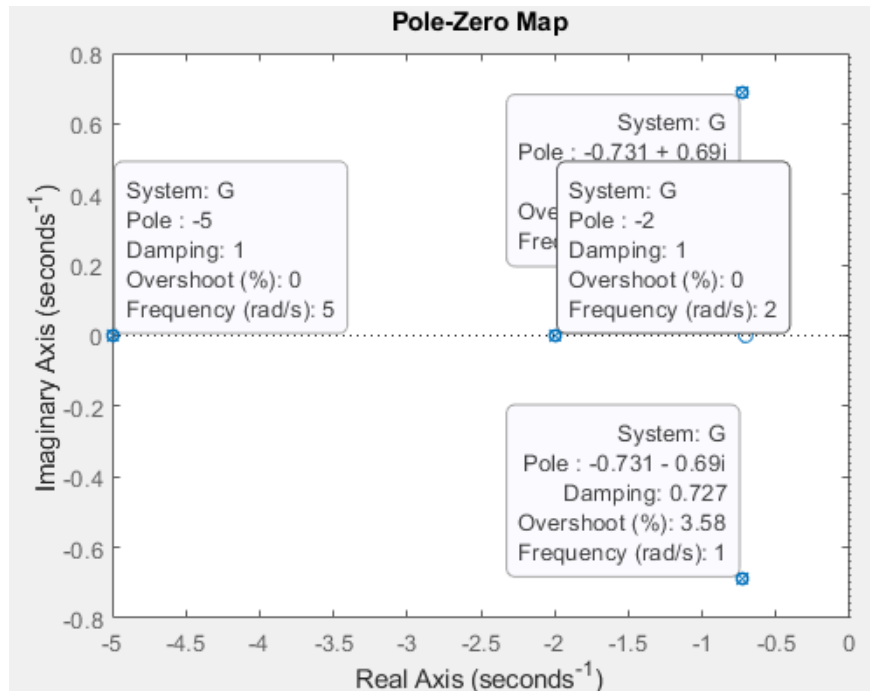 Pole-Zero Map
Imaginary Axis (seconds⁻¹)
0.8
0.6
0.4
0.2
0
-0.2
-0.4
-0.6
-0.8
System: G
Pole : -0.731 + 0.69i
System: G
Pole : -5
Damping: 1
Overshoot (%): 0
Frequency (rad/s): 5
System: G
Pole : -2
Damping: 1
Overshoot (%): 0
Frequency (rad/s): 2
System: G
Pole : -0.731 - 0.69i
Damping: 0.727
Overshoot (%): 3.58
Frequency (rad/s): 1
-5 -4.5 -4 -3.5 -3 -2.5 -2 -1.5 -1 -0.5 0
Real Axis (seconds⁻¹)